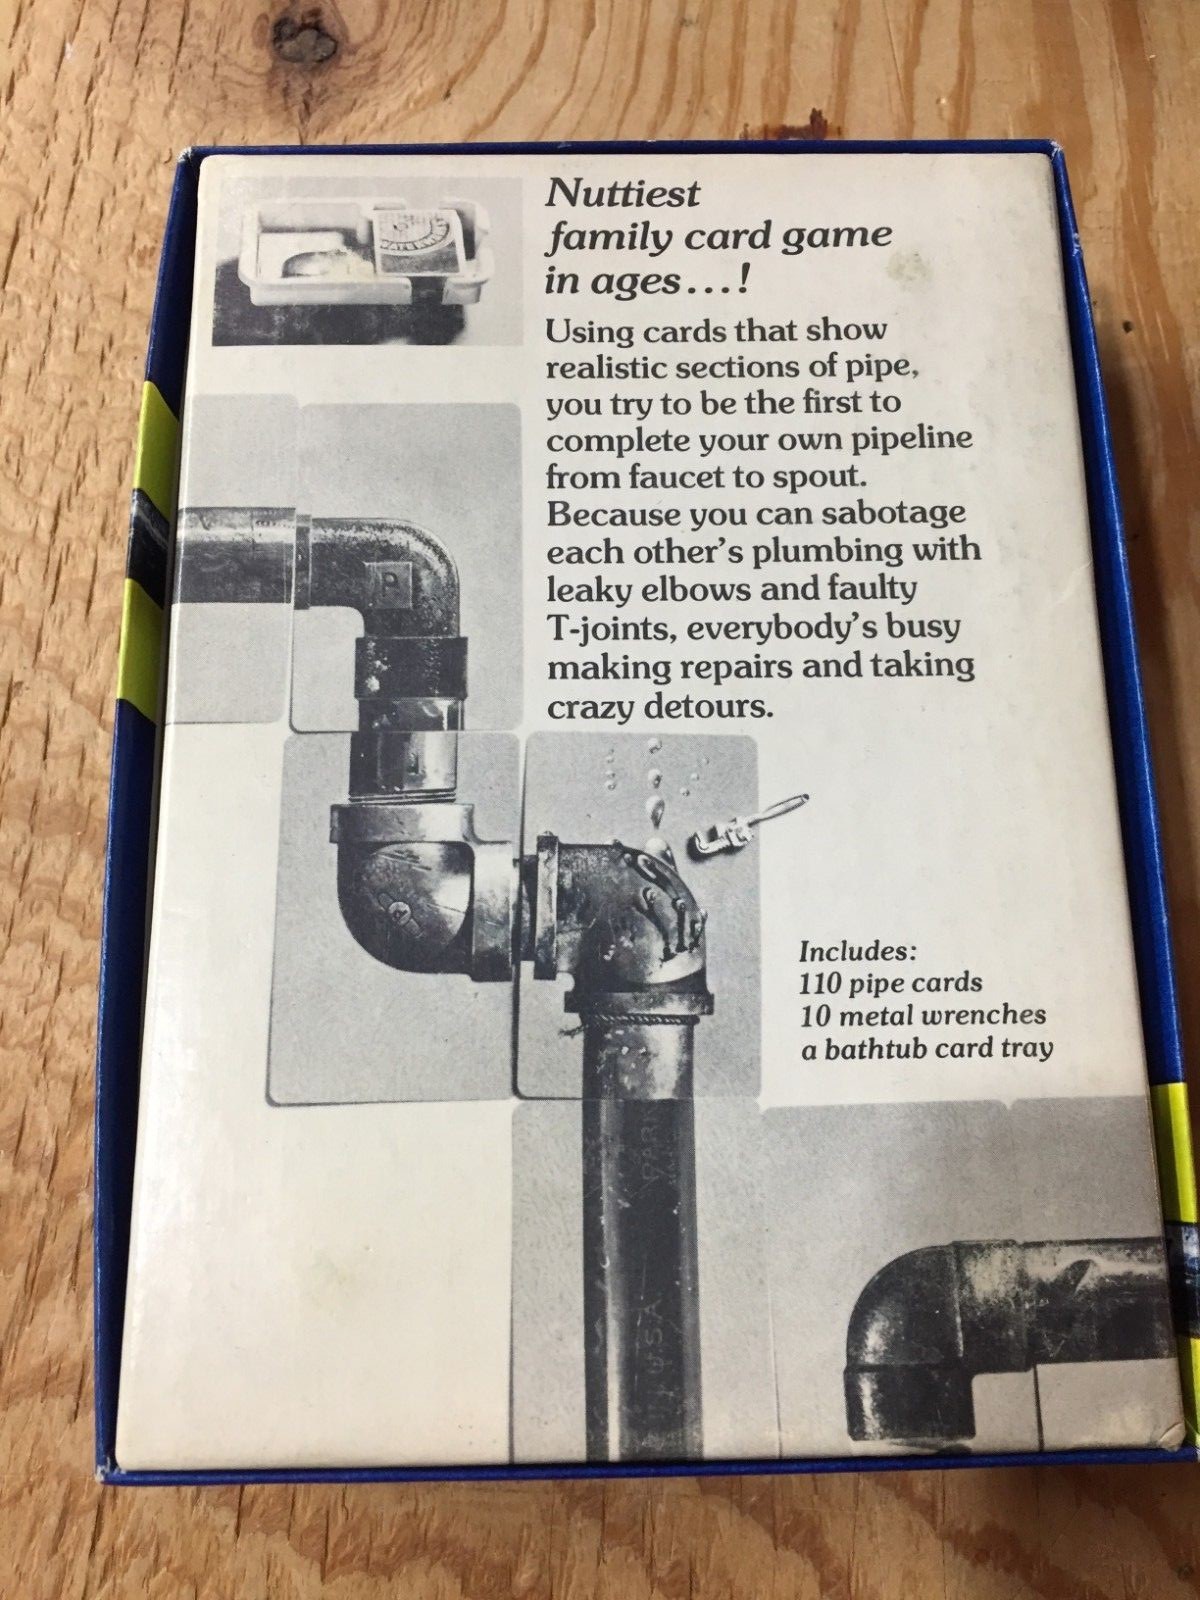 WATERWORKS
Nuttiest
family card game
in ages...!
Using cards that show
realistic sections of pipe,
you try to be the first to
complete your own pipeline
from faucet to spout.
Because you can sabotage
each other's plumbing with
leaky elbows and faulty
T-joints, everybody's busy
making repairs and taking
crazy detours.
P
Includes:
110 pipe cards
10 metal wrenches
a bathtub card tray
USA